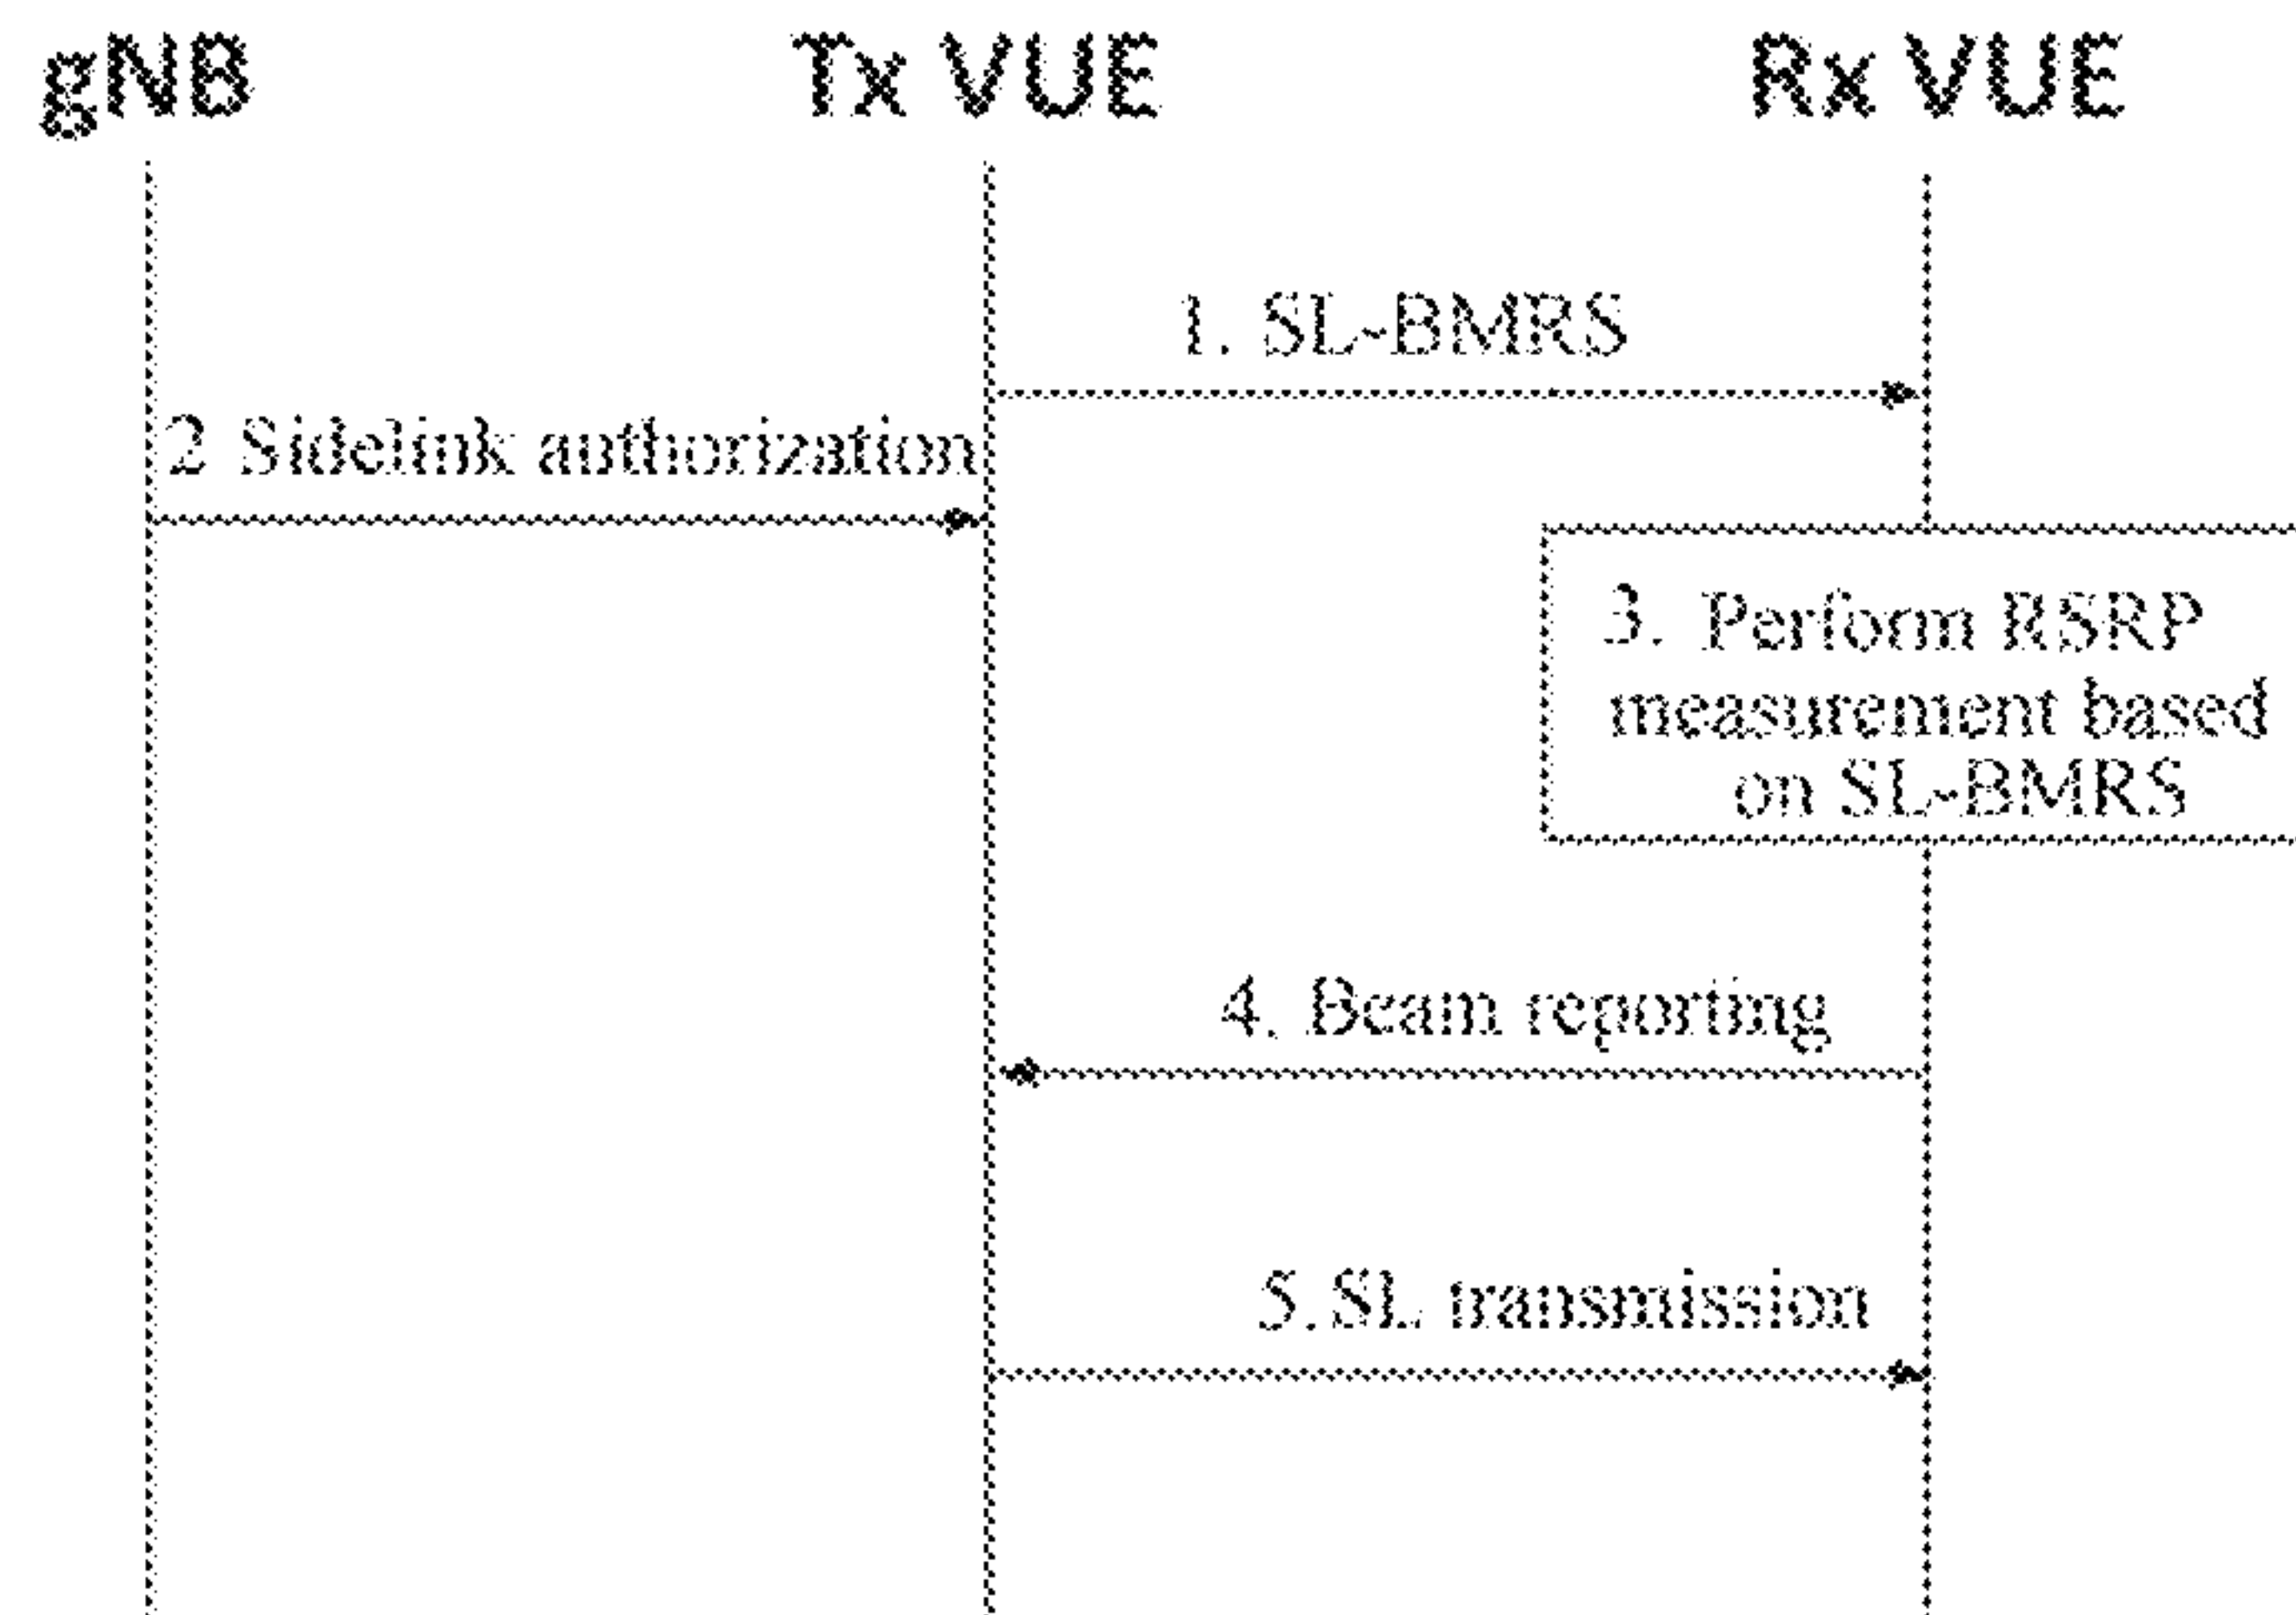 gNB Tx VUE Rx VUE
1. SL-BMRS
2 Sidelink authorization
3. Perform RSRP
measurement based
on SL-BMRS
4. Beam reporting
5. SL transmission